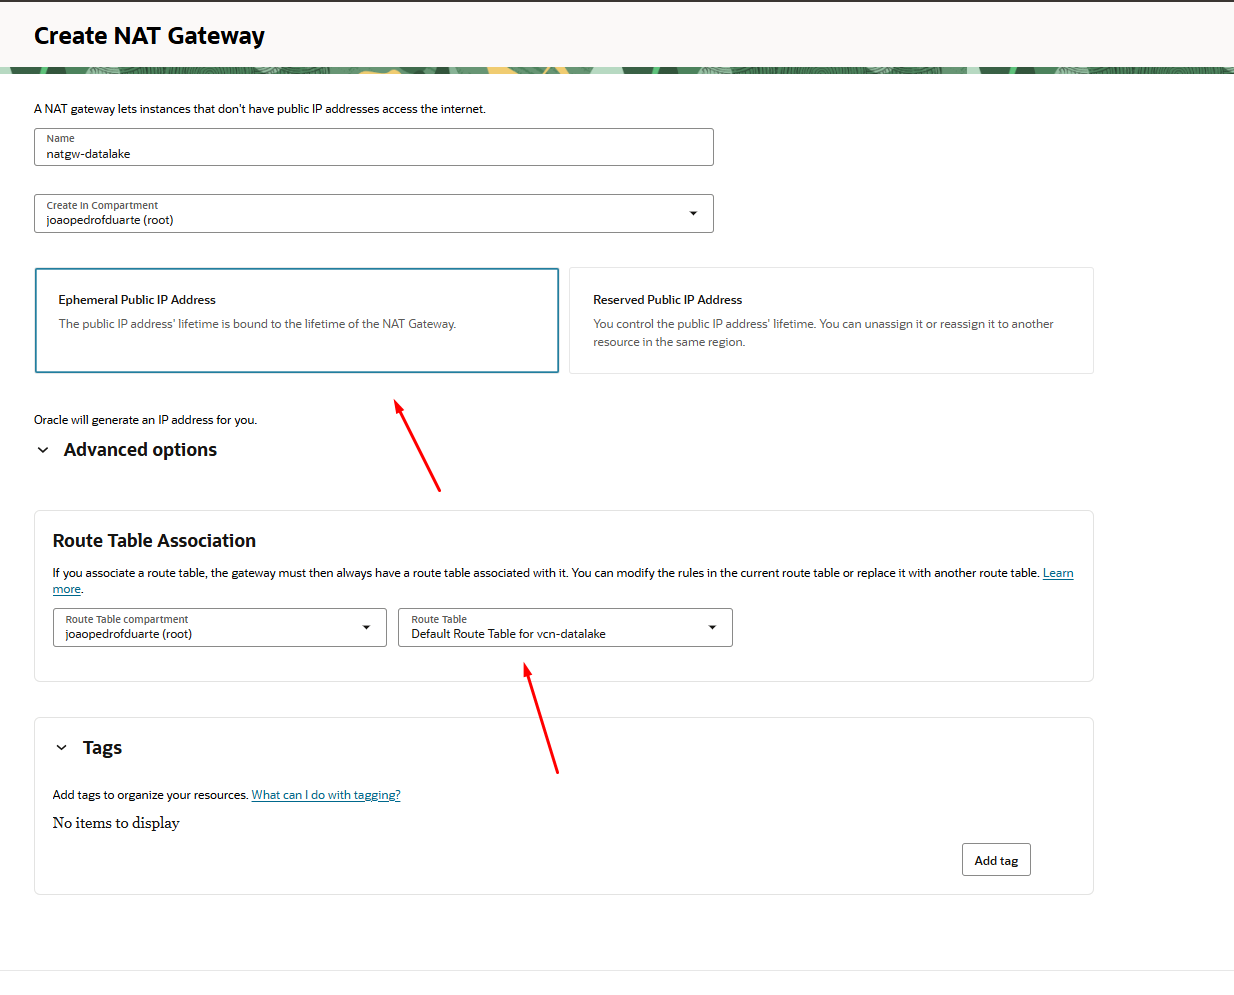 Create NAT Gateway
A NAT gateway lets instances that don't have public IP addresses access the internet.
Name
natgw-datalake
Create In Compartment
joaopedrofduarte (root)
Ephemeral Public IP Address
The public IP address' lifetime is bound to the lifetime of the NAT Gateway.
Reserved Public IP Address
You control the public IP address' lifetime. You can unassign it or reassign it to another
resource in the same region.
Oracle will generate an IP address for you.
Advanced options
Route Table Association
If you associate a route table, the gateway must then always have a route table associated with it. You can modify the rules in the current route table or replace it with another route table. Learn
more.
Route Table compartment
joaopedrofduarte (root)
Route Table
Default Route Table for vcn-datalake
Tags
Add tags to organize your resources. What can I do with tagging?
No items to display
Add tag